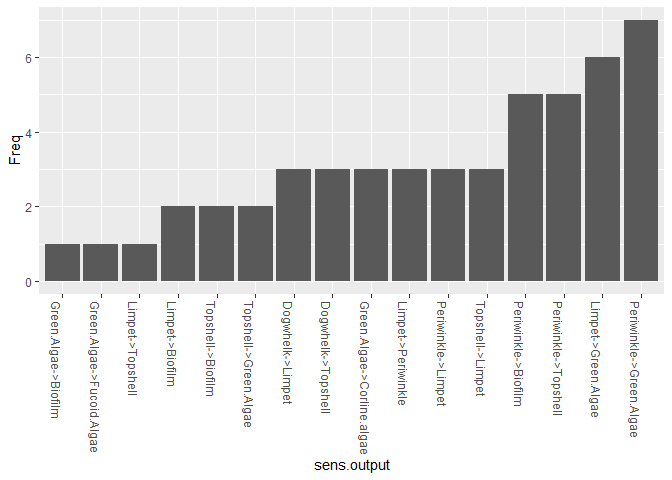 6
4
2
0
Freq
Green.Algae->Biofilm
Green.Algae->Fucoid.Algae
Limpet->Topshell
Limpet->Biofilm
Topshell->Biofilm
Topshell->Green.Algae
Dogwhelk->Limpet
Dogwhelk->Topshell
Green.Algae->Corline.algae
Limpet->Periwinkle
Periwinkle->Limpet
Topshell->Limpet
Periwinkle->Biofilm
Periwinkle->Topshell
Limpet->Green.Algae
Periwinkle->Green.Algae
sens.output